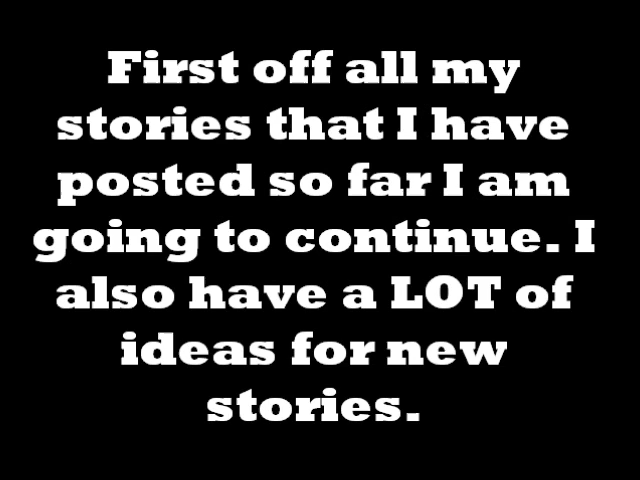 First off all my
stories that I have
posted so far I am
going to continue. I
also have a LOT of
ideas for new
stories.